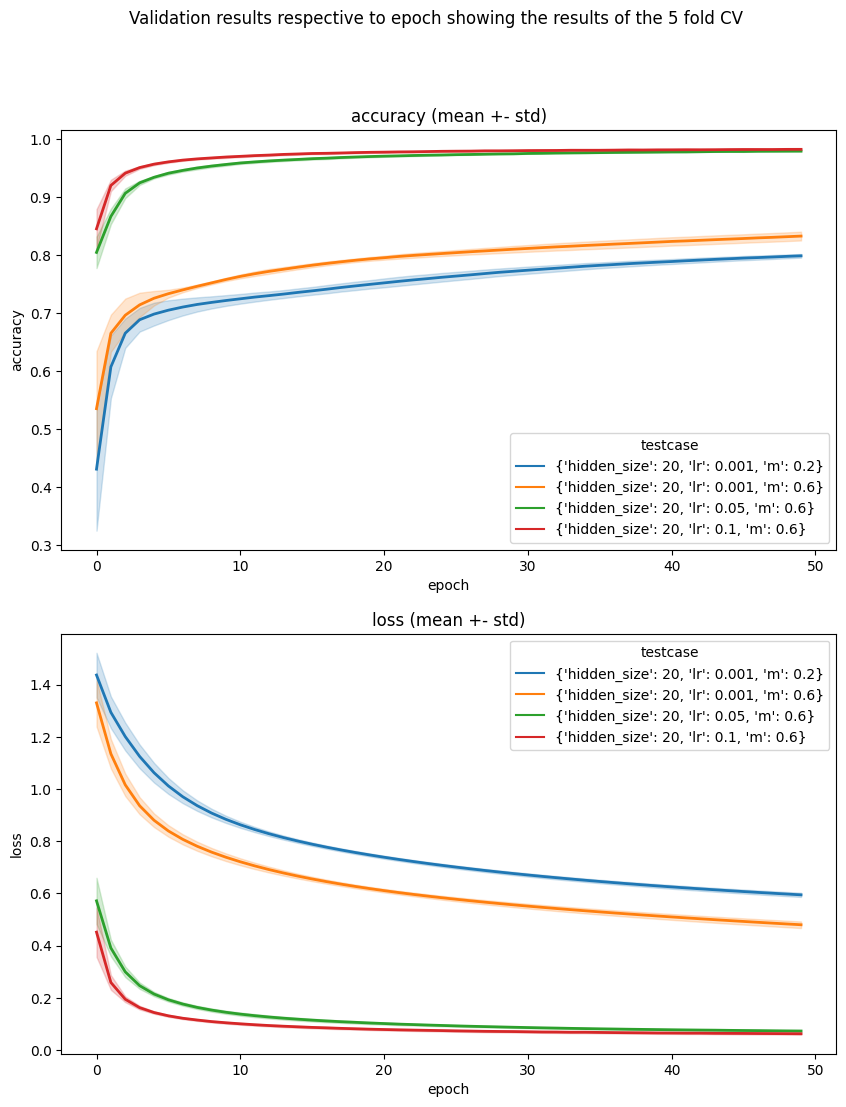 Validation results respective to epoch showing the results of the 5 fold CV
accuracy (mean +- std)
1.0
0.9
0.8
0.7
0.6
0.5
0.4
0.3
accuracy
testcase
{'hidden_size': 20, 'lr': 0.001, 'm': 0.2}
{'hidden_size': 20, 'lr': 0.001, 'm': 0.6}
{'hidden_size': 20, 'lr': 0.05, 'm': 0.6}
{'hidden_size': 20, 'lr': 0.1, 'm': 0.6}
0 10 20 30 40 50
epoch
loss (mean +- std)
1.4
1.2
1.0
0.8
0.6
0.4
0.2
0.0
loss
testcase
{'hidden_size': 20, 'lr': 0.001, 'm': 0.2}
{'hidden_size': 20, 'lr': 0.001, 'm': 0.6}
{'hidden_size': 20, 'lr': 0.05, 'm': 0.6}
{'hidden_size': 20, 'lr': 0.1, 'm': 0.6}
0 10 20 30 40 50
epoch